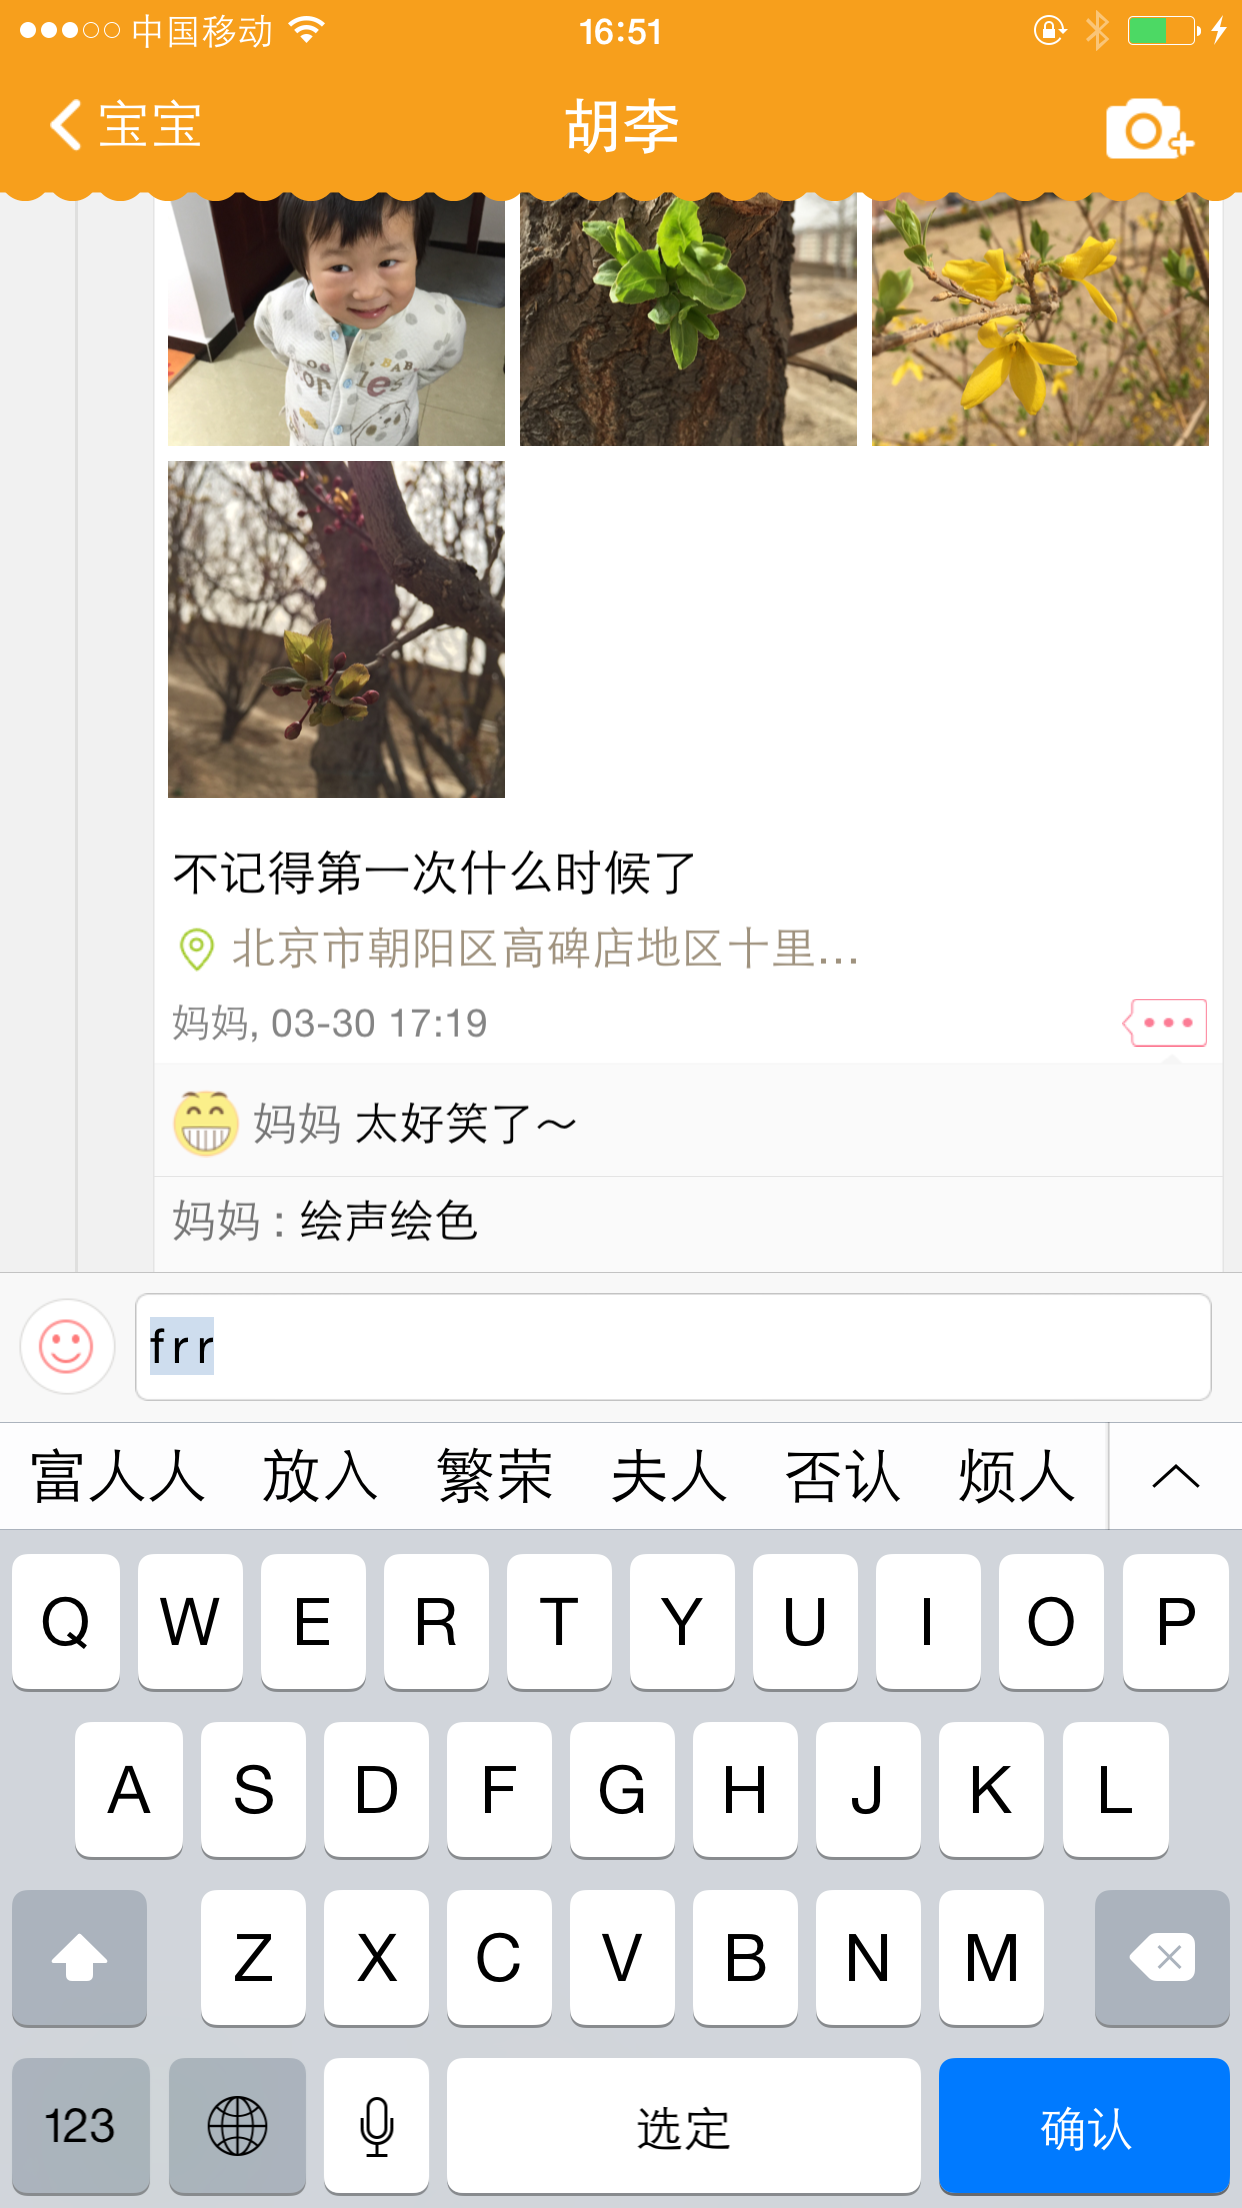 中国移动 16:51
宝宝 胡李
不记得第一次什么时候了
北京市朝阳区高碑店地区十里...
妈妈, 03-30 17:19
妈妈 太好笑了～
妈妈 : 绘声绘色
f r r
富人人 放入 繁荣 夫人 否认 烦人
Q W E R T Y U I O P
A S D F G H J K L
Z X C V B N M
123 选定 确认